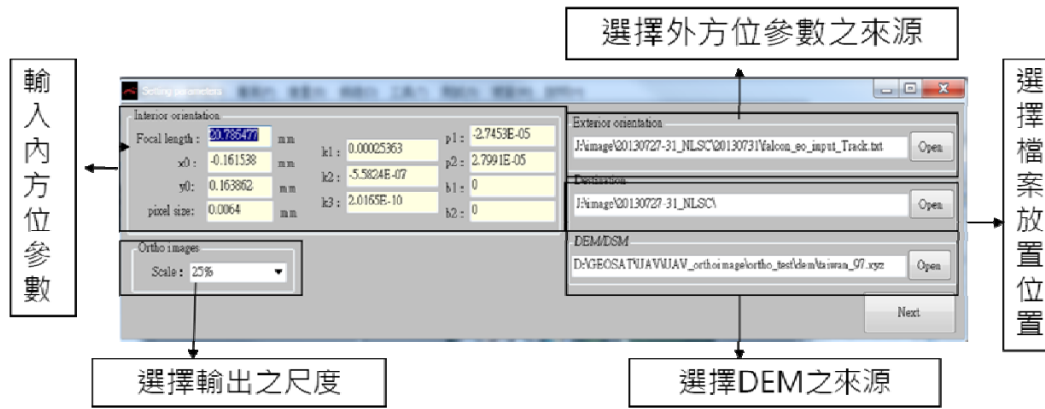 選擇外方位參數之來源
輸入內方位參數
選擇檔案放置位置
Setting parameters
Interior orientation
Focal length : 20.785477 mm
x0 : -0.161538 mm
y0: 0.163862 mm
pixel size: 0.0064 mm
k1 : 0.00025363
k2 : -5.5824E-07
k3 : 2.0165E-10
p1 : -2.7453E-05
p2 : 2.7991E-05
b1 : 0
b2 : 0
Exterior orientation
J:\image\20130727-31_NLSC\20130731\falcon_eo_input_Track.txt Open
Destination
J:\image\20130727-31_NLSC\ Open
DEM/DSM
D:\GEOSAT\UAV\UAV_orthoimage\ortho_test\dem\taiwan_97.xyz Open
Ortho images
Scale : 25%
Next
選擇輸出之尺度
選擇DEM之來源